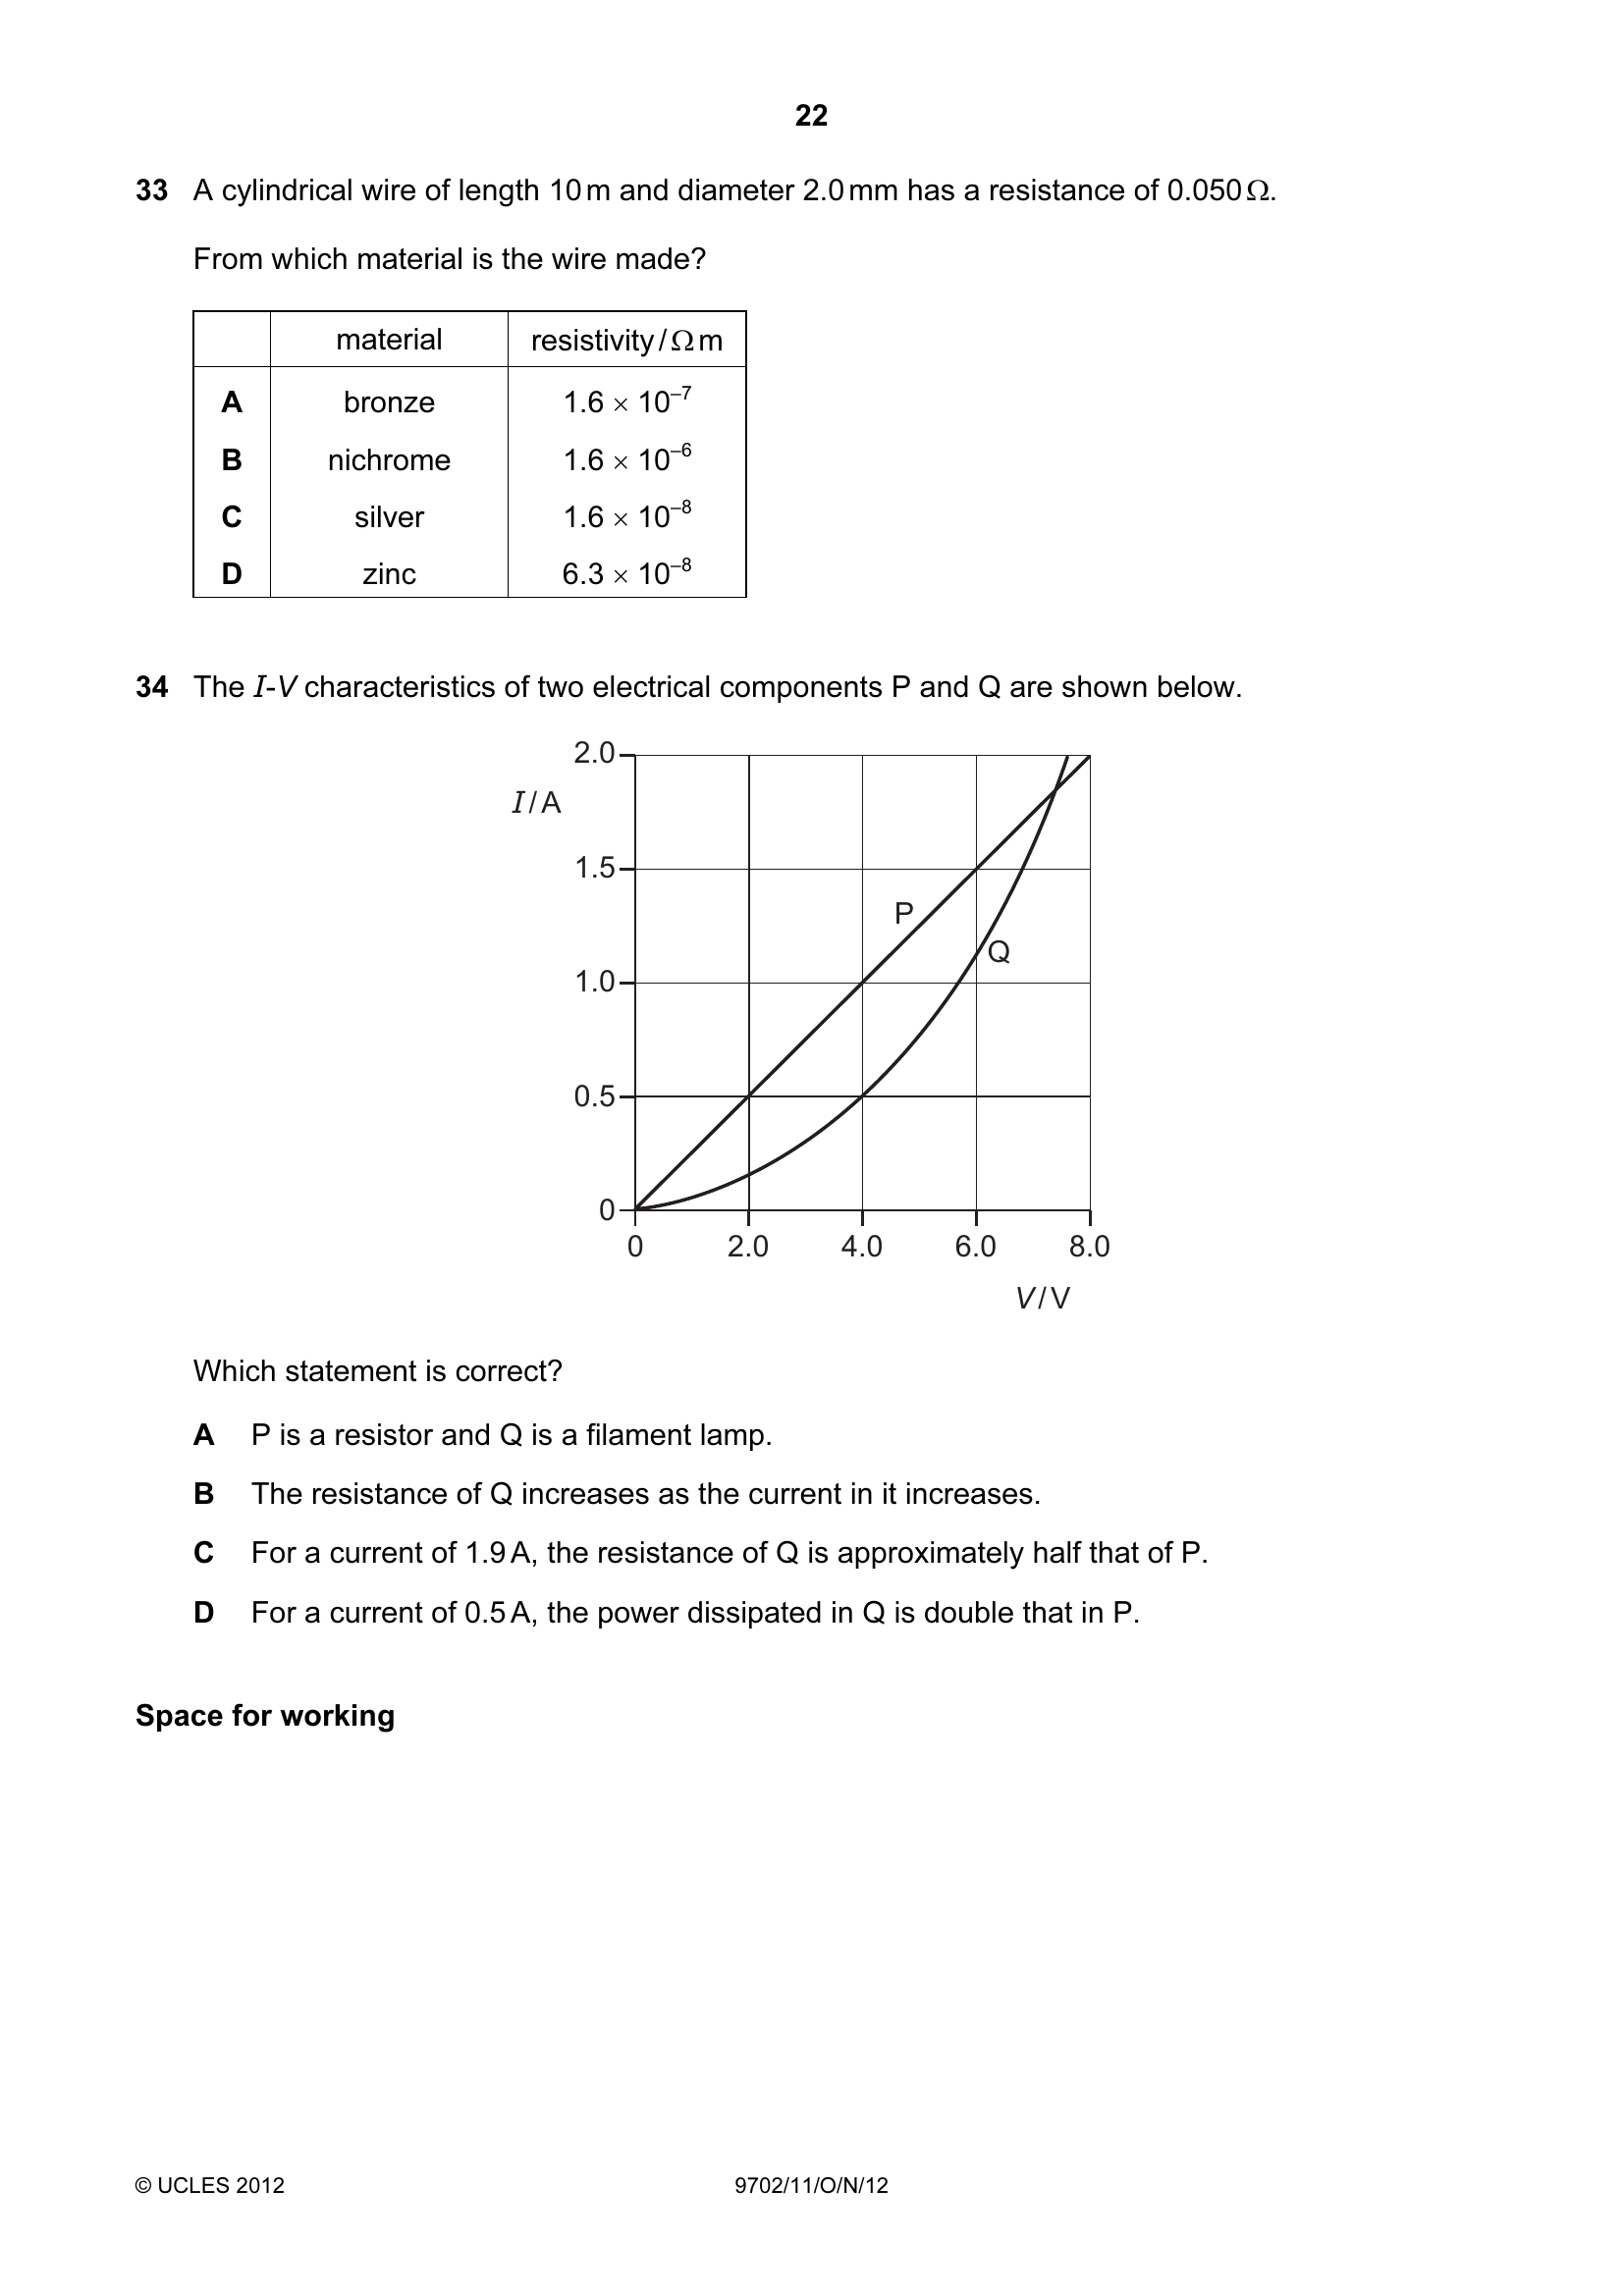 22
33 A cylindrical wire of length 10 m and diameter 2.0 mm has a resistance of 0.050 Ω.
From which material is the wire made?
material resistivity / Ω m
A bronze 1.6 × 10⁻⁷
B nichrome 1.6 × 10⁻⁶
C silver 1.6 × 10⁻⁸
D zinc 6.3 × 10⁻⁸
34 The I-V characteristics of two electrical components P and Q are shown below.
2.0
I / A
1.5
P
Q
1.0
0.5
0
0 2.0 4.0 6.0 8.0
V / V
Which statement is correct?
A P is a resistor and Q is a filament lamp.
B The resistance of Q increases as the current in it increases.
C For a current of 1.9 A, the resistance of Q is approximately half that of P.
D For a current of 0.5 A, the power dissipated in Q is double that in P.
Space for working
© UCLES 2012 9702/11/O/N/12